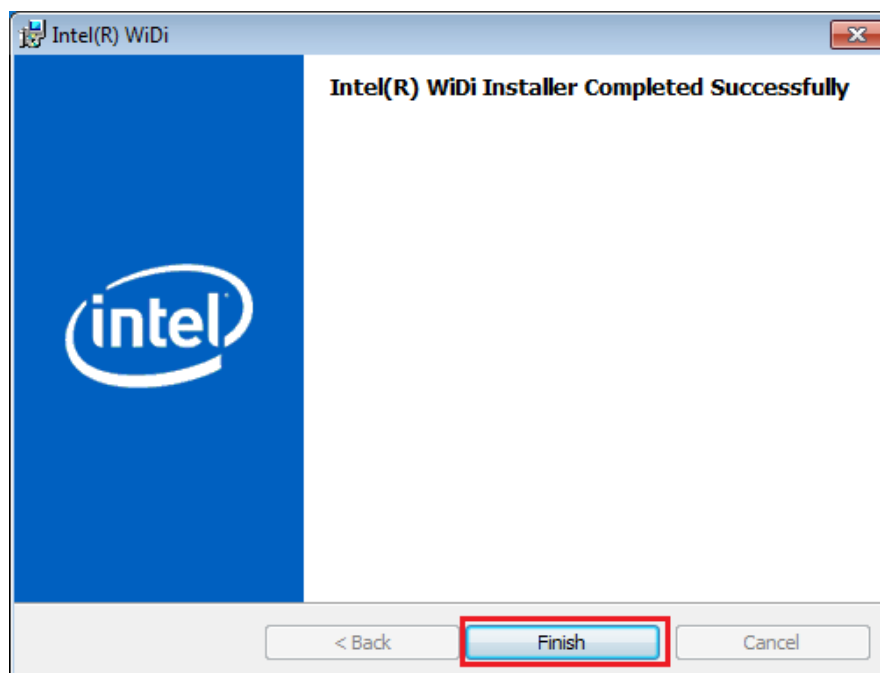 Intel(R) WiDi
Intel(R) WiDi Installer Completed Successfully
intel
< Back Finish Cancel